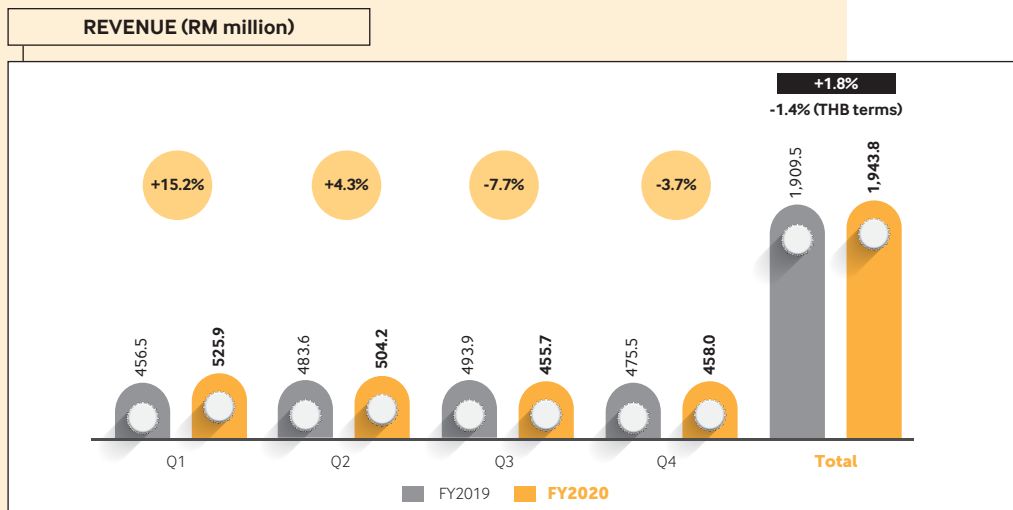 REVENUE (RM million)
+1.8%
-1.4% (THB terms)
+15.2%
+4.3%
-7.7%
-3.7%
1,909.5
1,943.8
456.5
525.9
483.6
504.2
493.9
455.7
475.5
458.0
Q1
Q2
Q3
Q4
Total
FY2019
FY2020